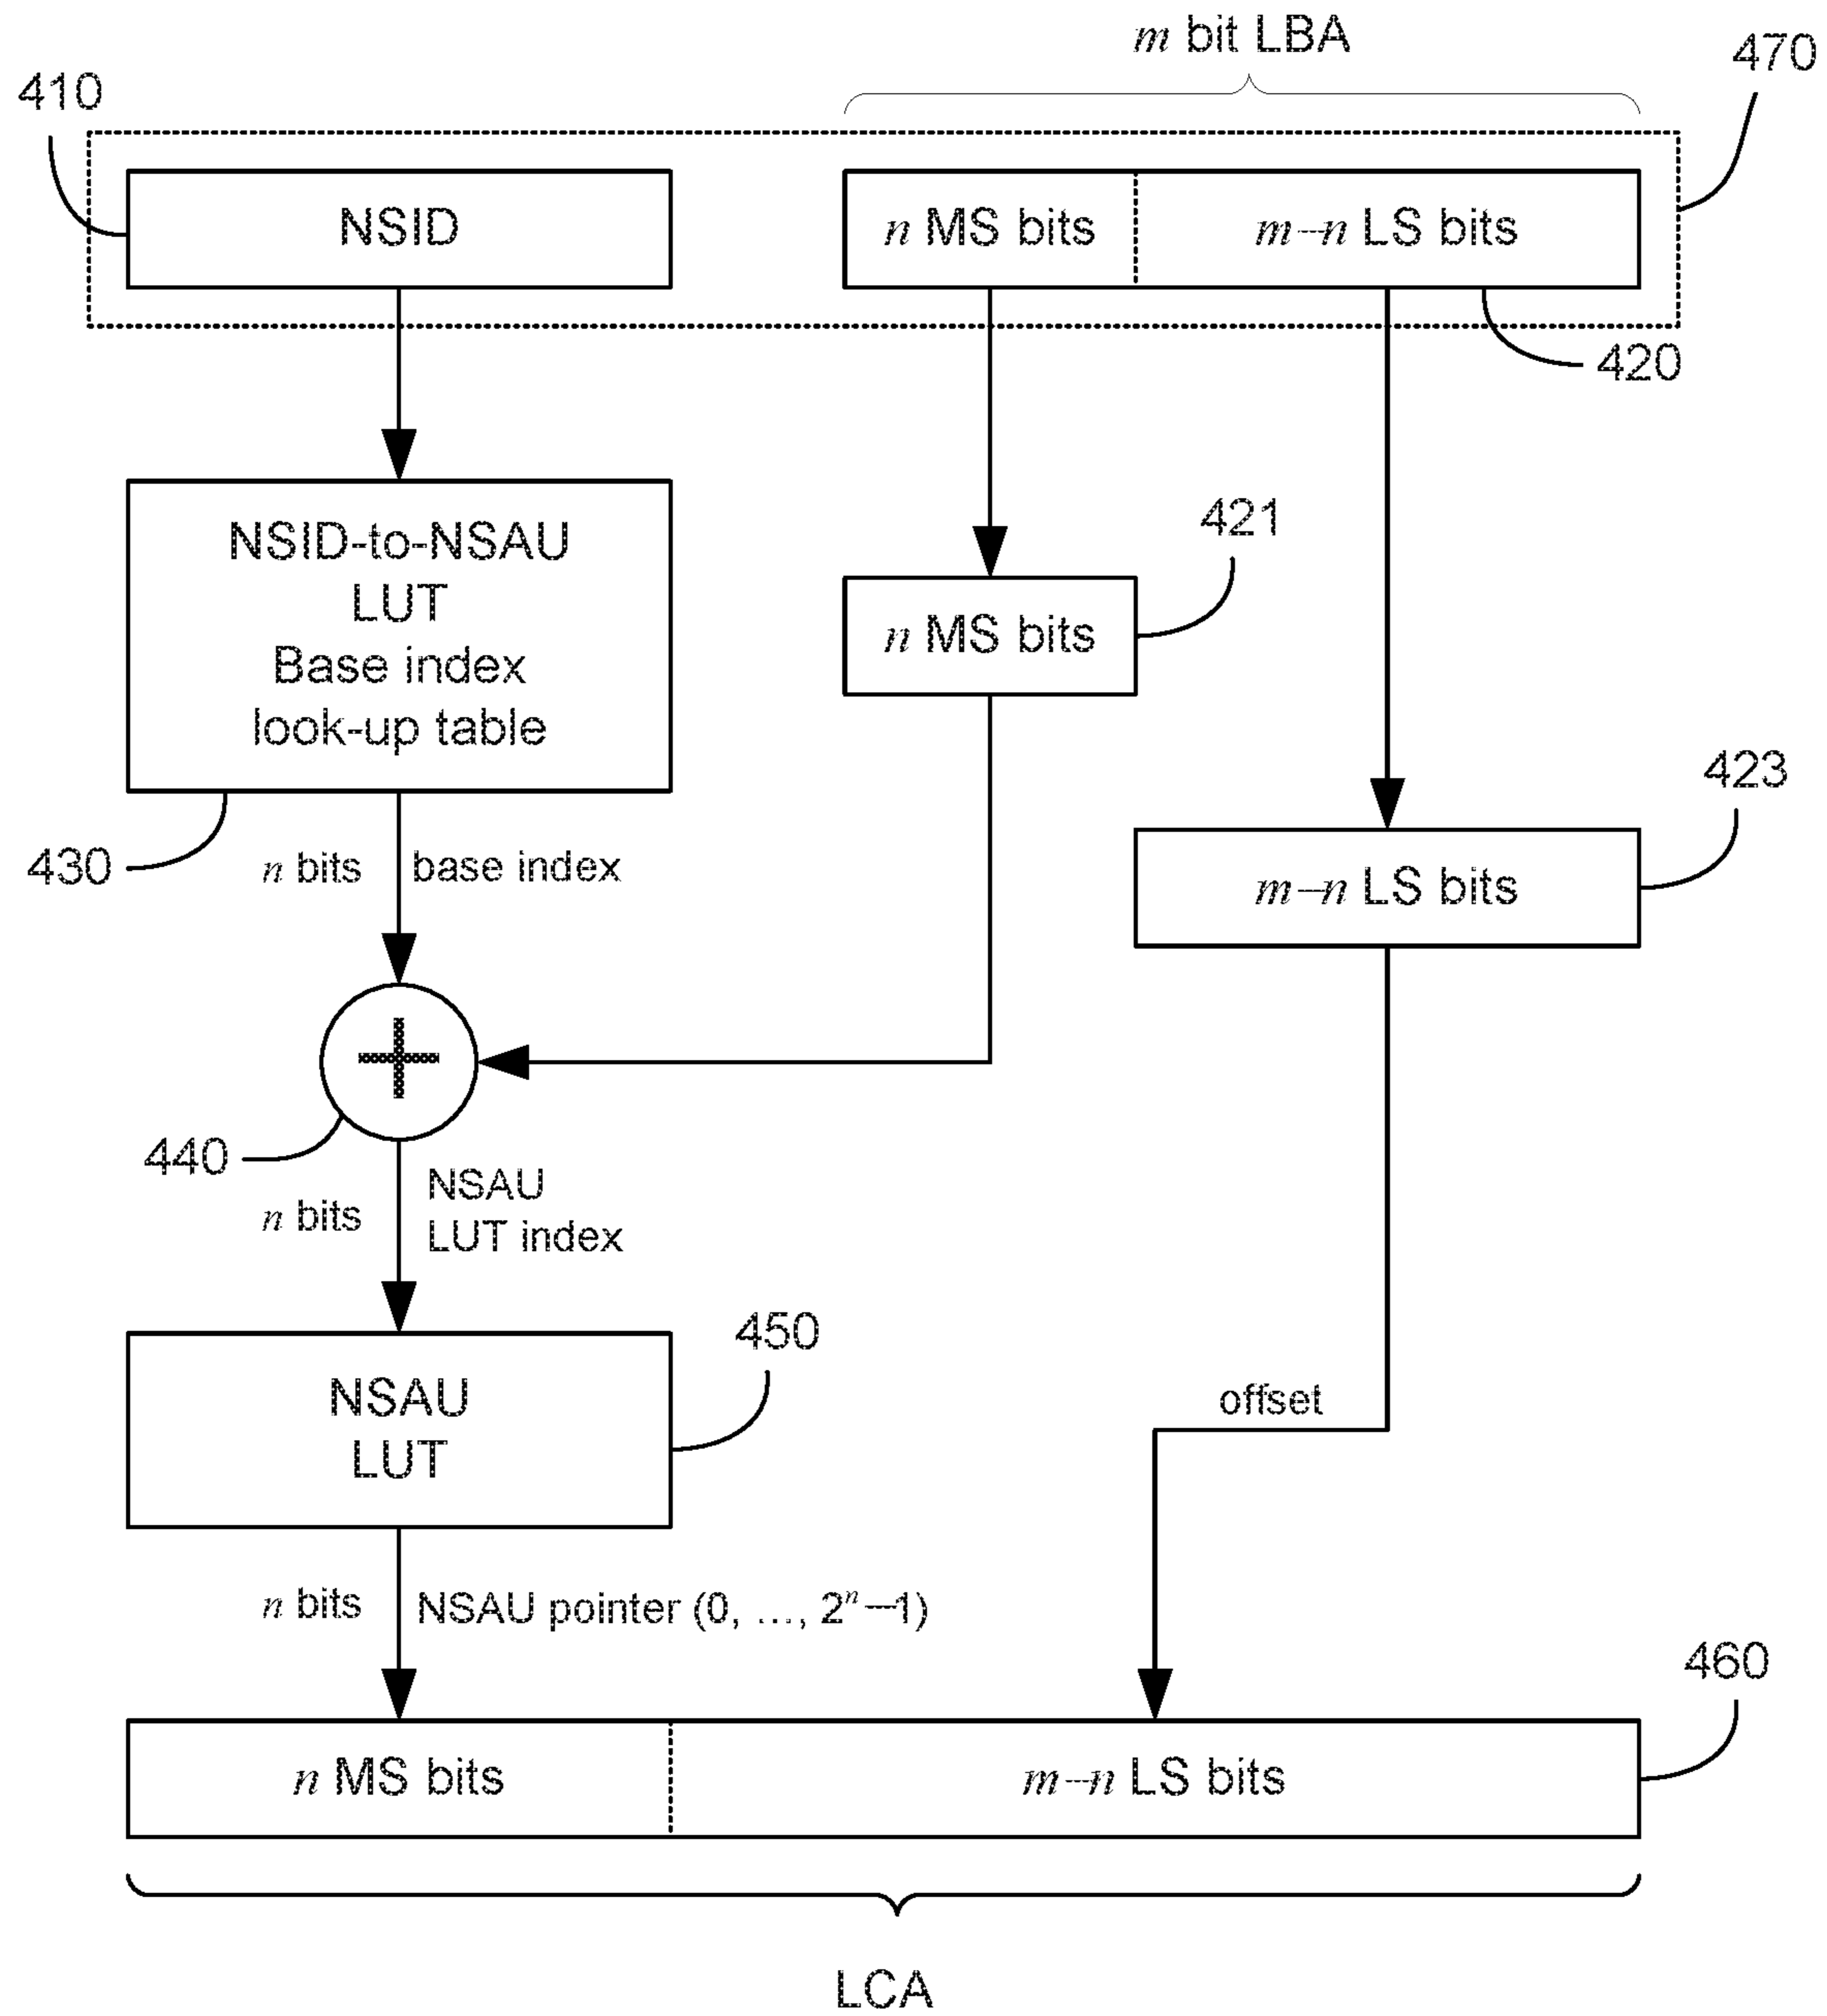 m bit LBA
470
410
NSID
n MS bits
m–n LS bits
420
NSID-to-NSAU
LUT
Base index
look-up table
421
n MS bits
423
430
n bits
base index
m–n LS bits
440
n bits
NSAU
LUT index
450
NSAU
LUT
offset
n bits
NSAU pointer (0, ..., 2ⁿ–1)
460
n MS bits
m–n LS bits
LCA